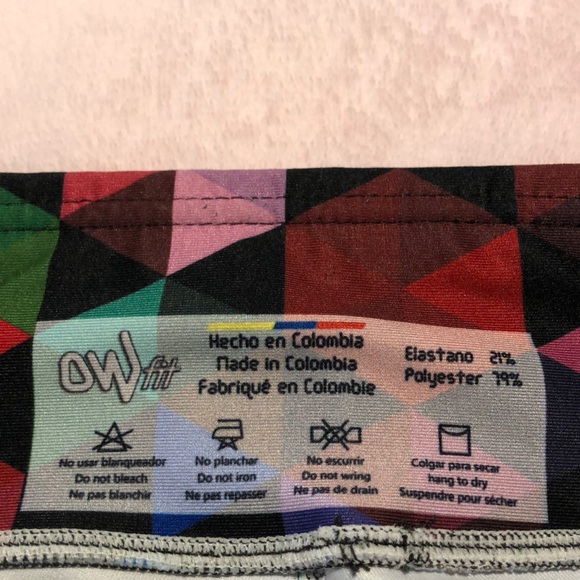 OW fit
Hecho en Colombia
Made in Colombia
Fabriqué en Colombie
Elastano 21%
Polyester 79%
No usar blanqueador
Do not bleach
Ne pas blanchir
No planchar
Do not iron
Ne pas repasser
No escurrir
Do not wring
Ne pas de drain
Colgar para secar
hang to dry
Suspendre pour sécher